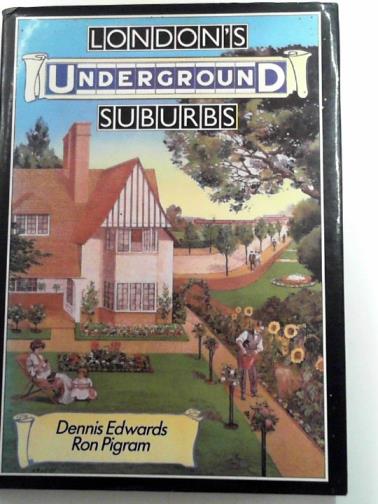 LONDON'S
UNDERGROUND
SUBURBS
Dennis Edwards
Ron Pigram